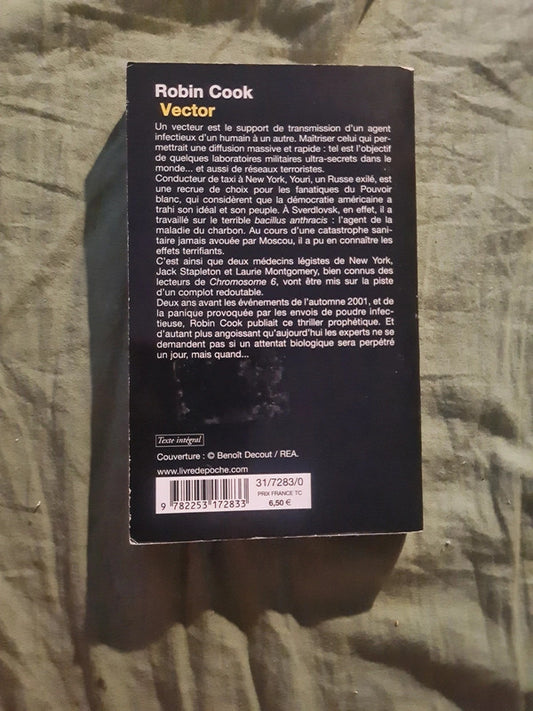 Robin Cook
Vector
Un vecteur est le support de transmission d'un agent
infectieux d'un humain à un autre. Maîtriser celui qui per-
mettrait une diffusion massive et rapide : tel est l'objectif
de quelques laboratoires militaires ultra-secrets dans le
monde... et aussi de réseaux terroristes.
Conducteur de taxi à New York, Youri, un Russe exilé, est
une recrue de choix pour les fanatiques du Pouvoir
blanc, qui considèrent que la démocratie américaine a
trahi son idéal et son peuple. À Sverdlovsk, en effet, il a
travaillé sur le terrible bacillus anthracis : l'agent de la
maladie du charbon. Au cours d'une catastrophe sani-
taire jamais avouée par Moscou, il a pu en connaître les
effets terrifiants.
C'est ainsi que deux médecins légistes de New York,
Jack Stapleton et Laurie Montgomery, bien connus des
lecteurs de Chromosome 6, vont être mis sur la piste
d'un complot redoutable.
Deux ans avant les événements de l'automne 2001, et de
la panique provoquée par les envois de poudre infec-
tieuse, Robin Cook publiait ce thriller prophétique. Et
d'autant plus angoissant qu'aujourd'hui les experts ne se
demandent pas si un attentat biologique sera perpétré
un jour, mais quand...
Texte intégral
Couverture : © Benoît Decout / REA.
www.livredepoche.com
31/7283/0
PRIX FRANCE TC
6,50 €
9 782253 172833